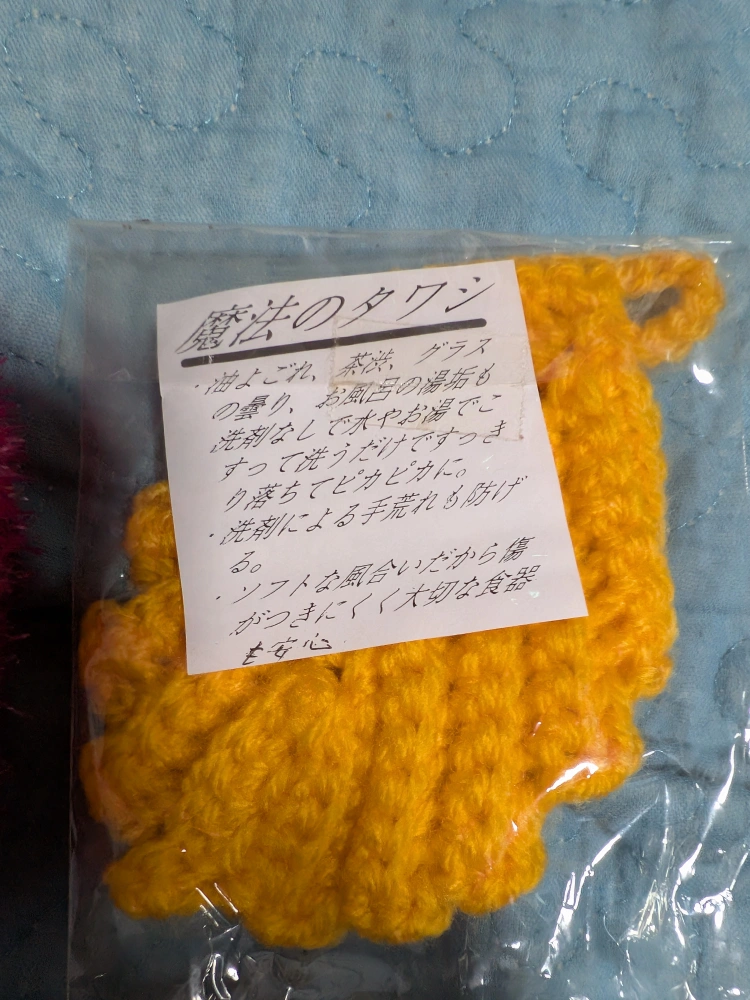 魔法のタワシ
・油よごれ、茶渋、グラス
の曇り、お風呂の湯垢も
洗剤なしで水やお湯でこ
すって洗うだけですっき
り落ちてピカピカに。
・洗剤による手荒れも防げ
る。
・ソフトな風合いだから傷
がつきにくく大切な食器
も安心